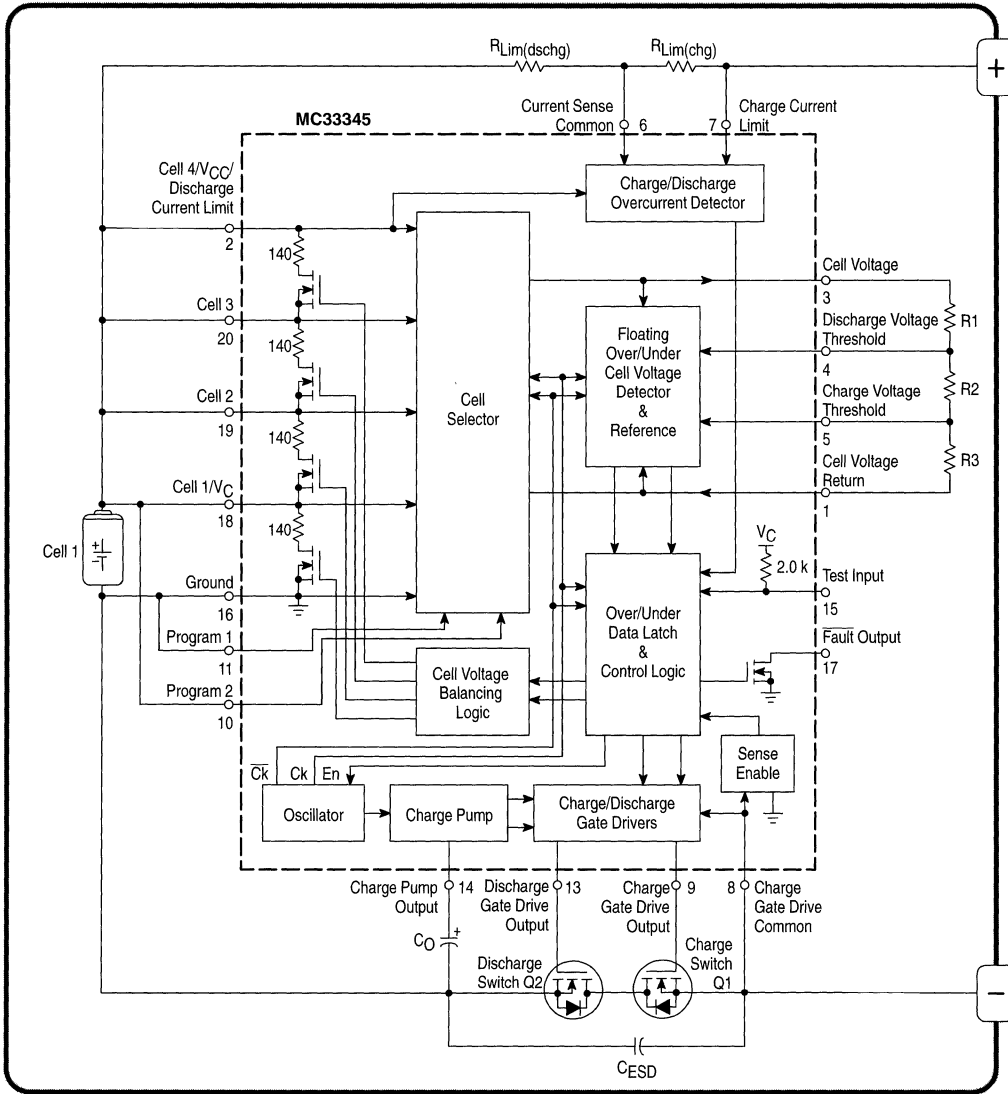 RLim(dschg)
RLim(chg)
+
MC33345
Current Sense
Common
6
7
Charge Current
Limit
Cell 4/VCC/
Discharge
Current Limit
2
140
Charge/Discharge
Overcurrent Detector
Cell 3
20
140
Cell 2
19
140
Cell 1/VC
18
140
Cell 1
+
–
Ground
16
Program 1
11
Program 2
10
Cell
Selector
Floating
Over/Under
Cell Voltage
Detector
&
Reference
Cell Voltage
3
Discharge Voltage
Threshold
4
Charge Voltage
Threshold
5
Cell Voltage
Return
1
R1
R2
R3
VC
2.0 k
Test Input
15
Fault Output
17
Over/Under
Data Latch
&
Control Logic
Cell Voltage
Balancing
Logic
Sense
Enable
Ck
Ck
En
Oscillator
Charge Pump
Charge/Discharge
Gate Drivers
Charge Pump
Output
14
Discharge
Gate Drive
Output
13
Charge
Gate Drive
Output
9
8
Charge
Gate Drive
Common
CO
+
Discharge
Switch Q2
Charge
Switch
Q1
–
CESD